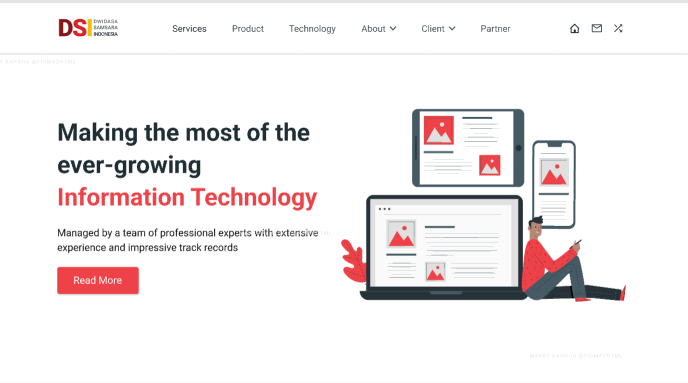 DSI
DWIDASA
SAMSARA
INDONESIA
Services
Product
Technology
About
Client
Partner
Making the most of the
ever-growing
Information Technology
Managed by a team of professional experts with extensive
experience and impressive track records
Read More